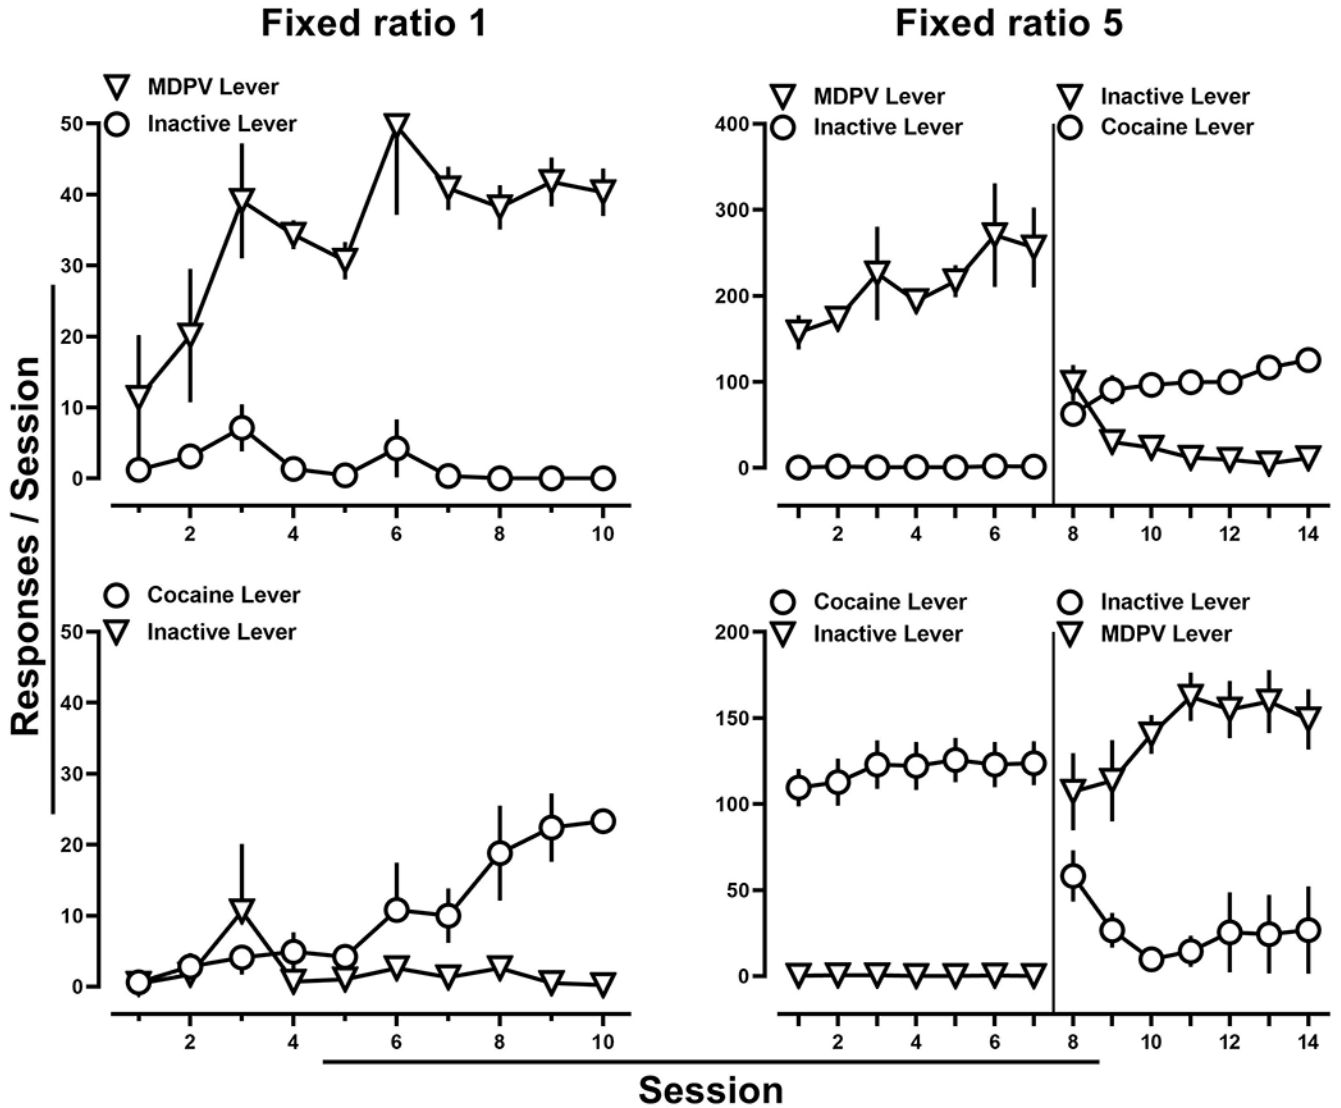 Fixed ratio 1
Fixed ratio 5
MDPV Lever
Inactive Lever
50
40
30
20
10
0
2 4 6 8 10
MDPV Lever
Inactive Lever
Inactive Lever
Cocaine Lever
400
300
200
100
0
2 4 6 8 10 12 14
Responses / Session
Cocaine Lever
Inactive Lever
50
40
30
20
10
0
2 4 6 8 10
Cocaine Lever
Inactive Lever
Inactive Lever
MDPV Lever
200
150
100
50
0
2 4 6 8 10 12 14
Session